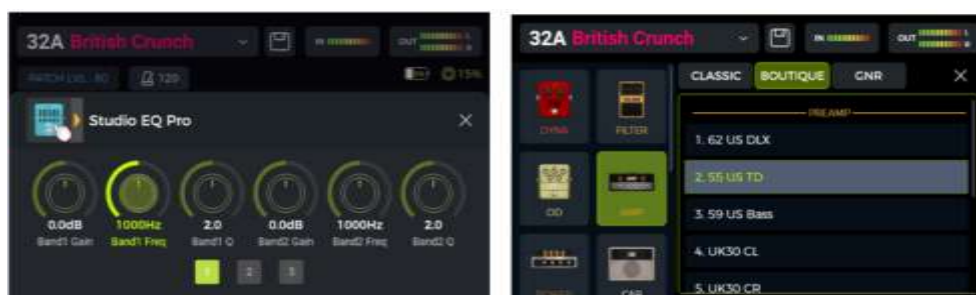 32A British Crunch
IN
OUT
L
R
PATCH LVL: 80
120
15%
Studio EQ Pro
0.0dB
1000Hz
2.0
0.0dB
1000Hz
2.0
Band1 Gain
Band1 Freq
Band1 Q
Band2 Gain
Band2 Freq
Band2 Q
1
2
3
32A British Crunch
IN
OUT
L
R
CLASSIC
BOUTIQUE
GNR
PREAMP
DYNA
FILTER
1. 62 US DLX
2. 55 US TD
OD
AMP
3. 59 US Bass
4. UK30 CL
5. UK30 CR
CAB